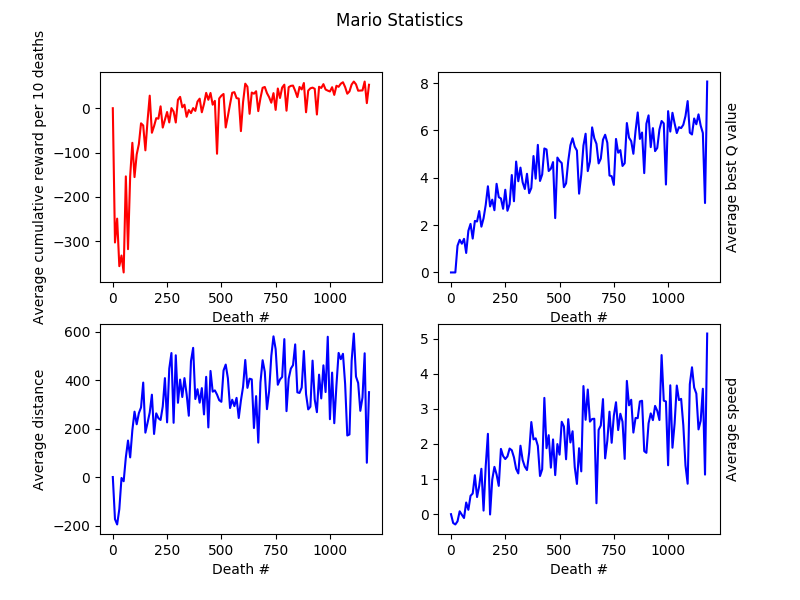 Mario Statistics
Average cumulative reward per 10 deaths
0
−100
−200
−300
0 250 500 750 1000
Death #
8
6
4
2
0
0 250 500 750 1000
Death #
Average best Q value
Average distance
600
400
200
0
−200
0 250 500 750 1000
Death #
5
4
3
2
1
0
0 250 500 750 1000
Death #
Average speed